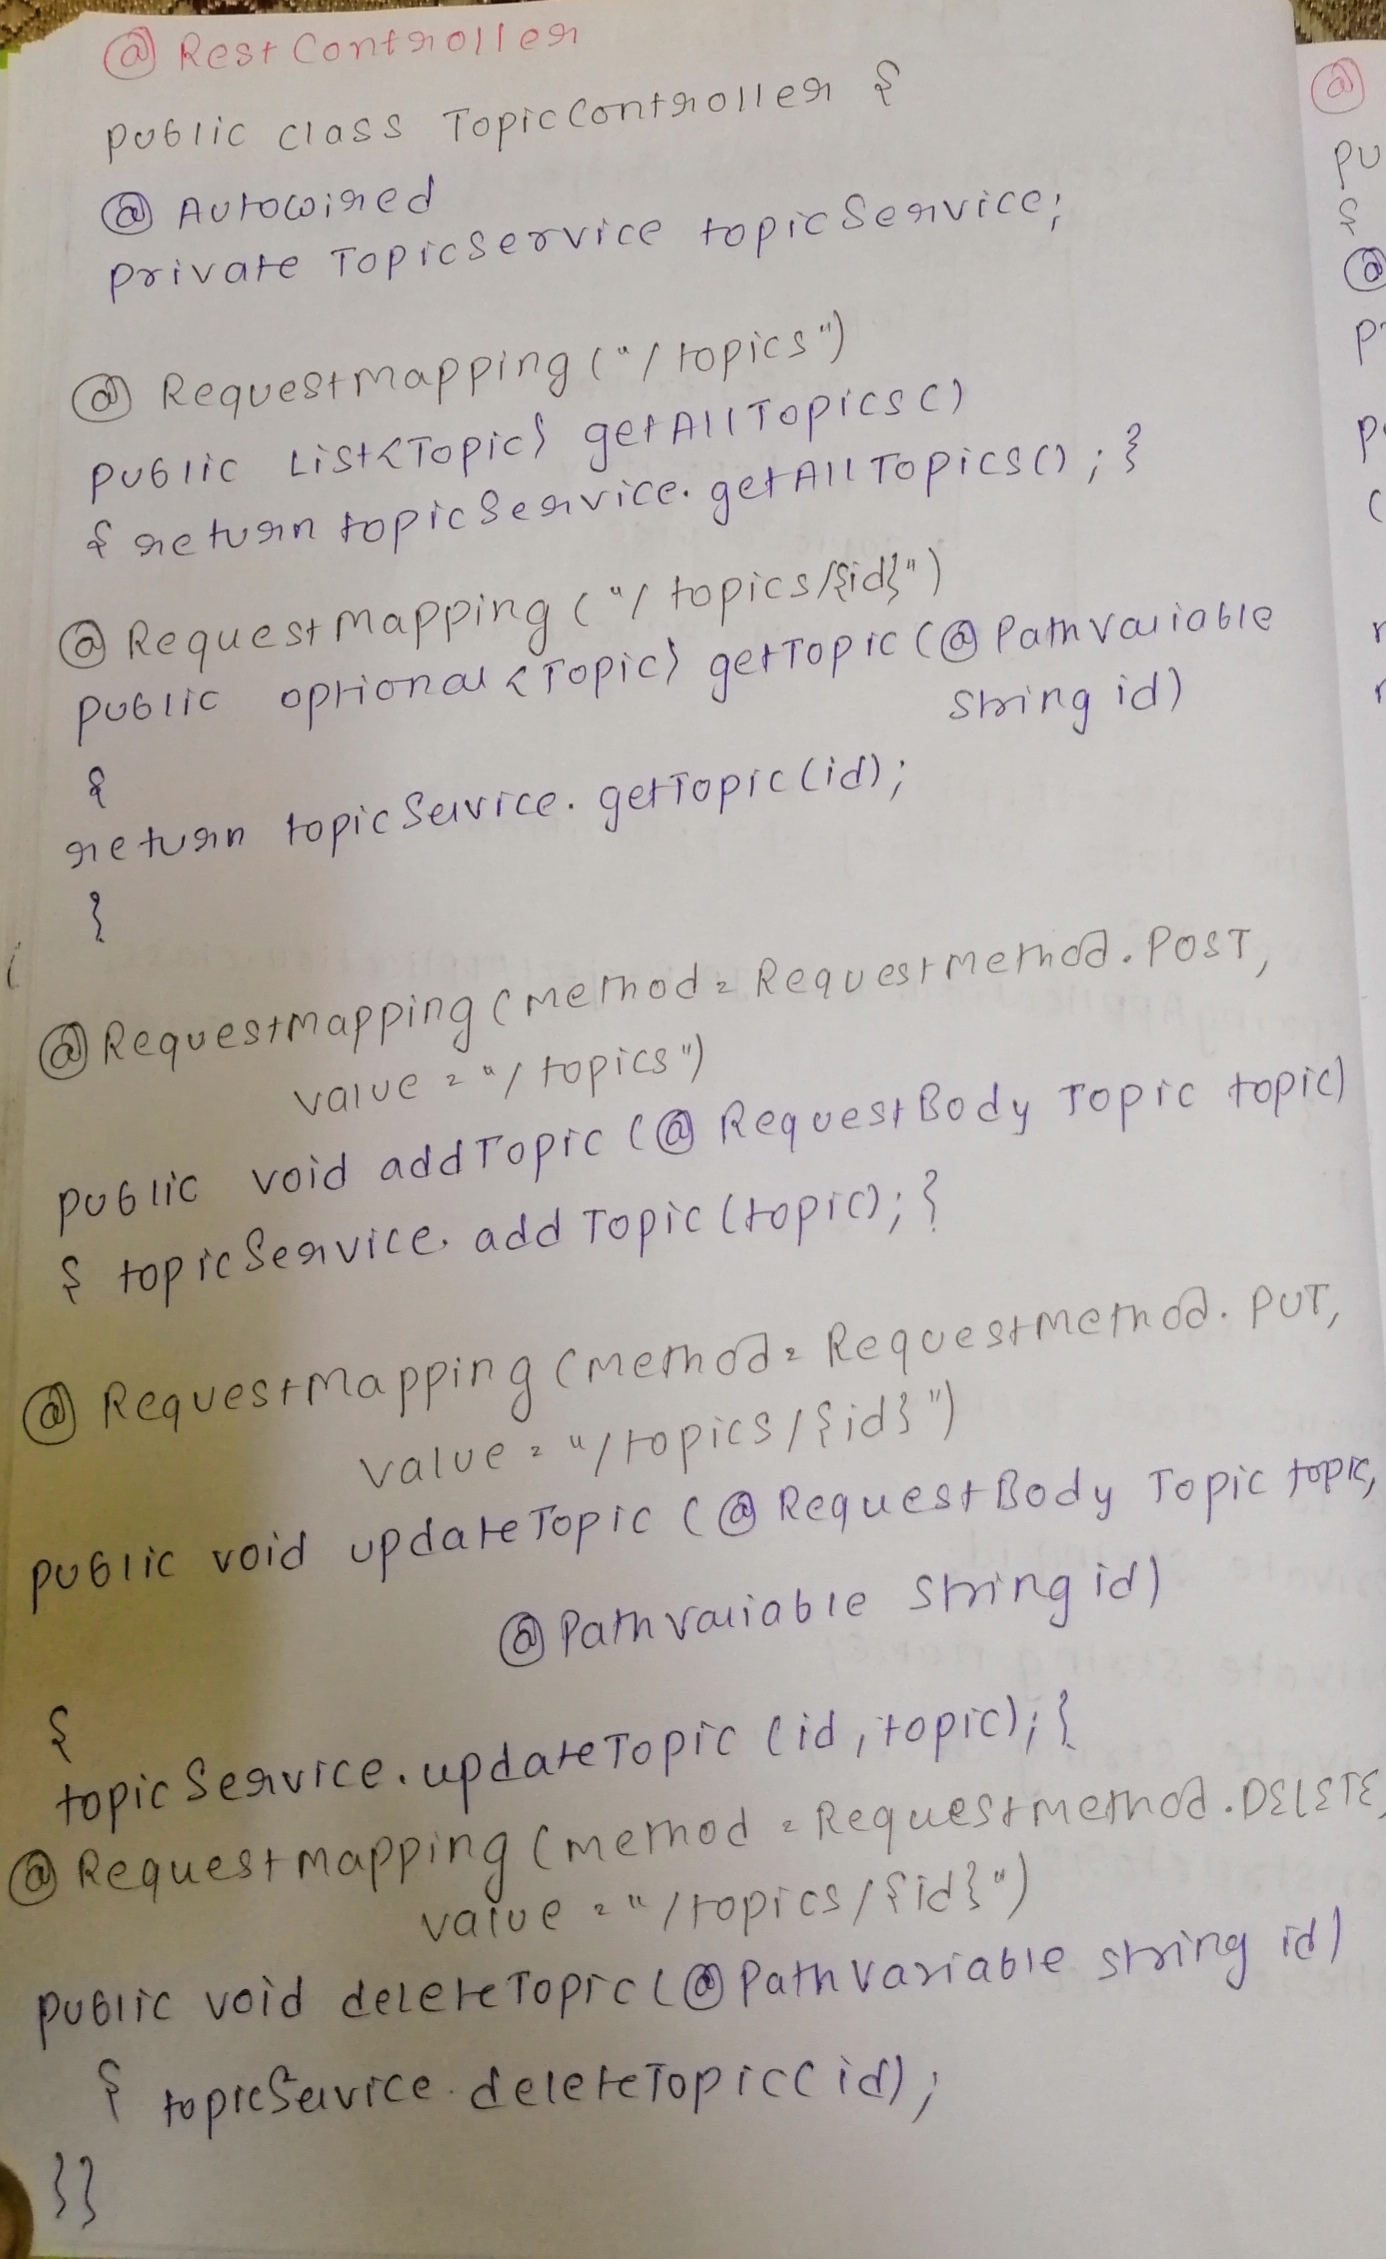 @ RestController
public class TopicController {
@ Autowired
private TopicService topicService;
@ RequestMapping ("/topics")
public List<Topic> getAllTopics()
{ return topicService.getAllTopics(); }
@ RequestMapping ("/topics/{id}")
public optional <Topic> getTopic (@ PathVariable
String id)
{
return topicService.getTopic(id);
}
@ RequestMapping (method = RequestMethod.POST,
value = "/topics")
public void addTopic (@ RequestBody Topic topic)
{ topicService.addTopic (topic); }
@ RequestMapping (method = RequestMethod.PUT,
value = "/topics/{id}")
public void updateTopic (@ RequestBody Topic topic,
@ PathVariable String id)
{
topicService.updateTopic (id, topic); }
@ RequestMapping (method = RequestMethod.DELETE,
value = "/topics/{id}")
public void deleteTopic (@ PathVariable String id)
{ topicService.deleteTopic(id);
}}
@
pu
{
@